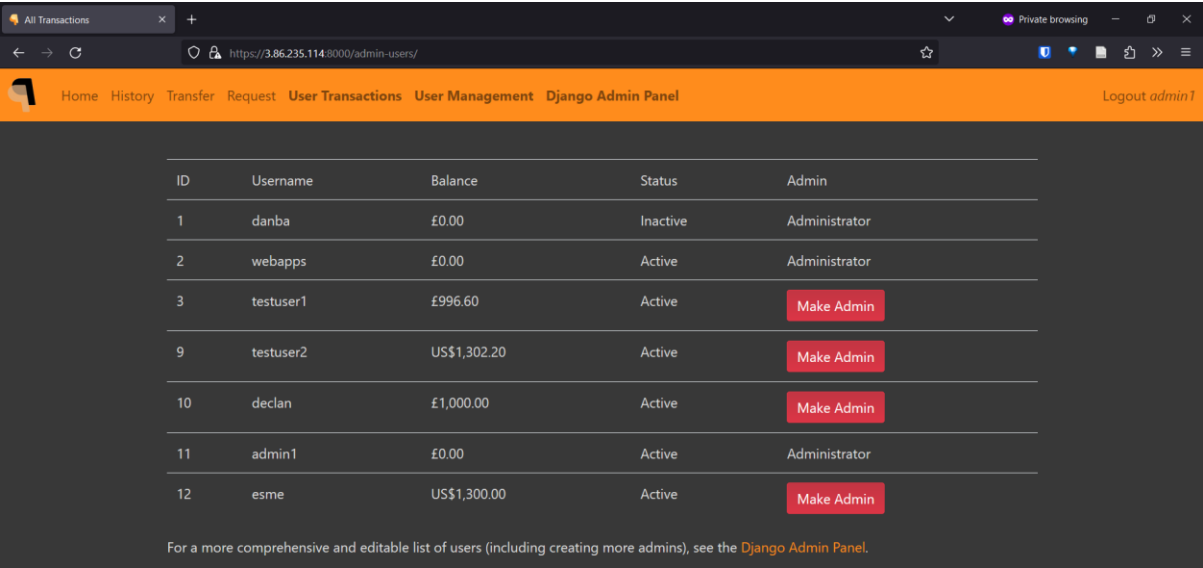 All Transactions
Private browsing
https://3.86.235.114:8000/admin-users/
Home History Transfer Request User Transactions User Management Django Admin Panel Logout admin1
ID Username Balance Status Admin
1 danba £0.00 Inactive Administrator
2 webapps £0.00 Active Administrator
3 testuser1 £996.60 Active Make Admin
9 testuser2 US$1,302.20 Active Make Admin
10 declan £1,000.00 Active Make Admin
11 admin1 £0.00 Active Administrator
12 esme US$1,300.00 Active Make Admin
For a more comprehensive and editable list of users (including creating more admins), see the Django Admin Panel.